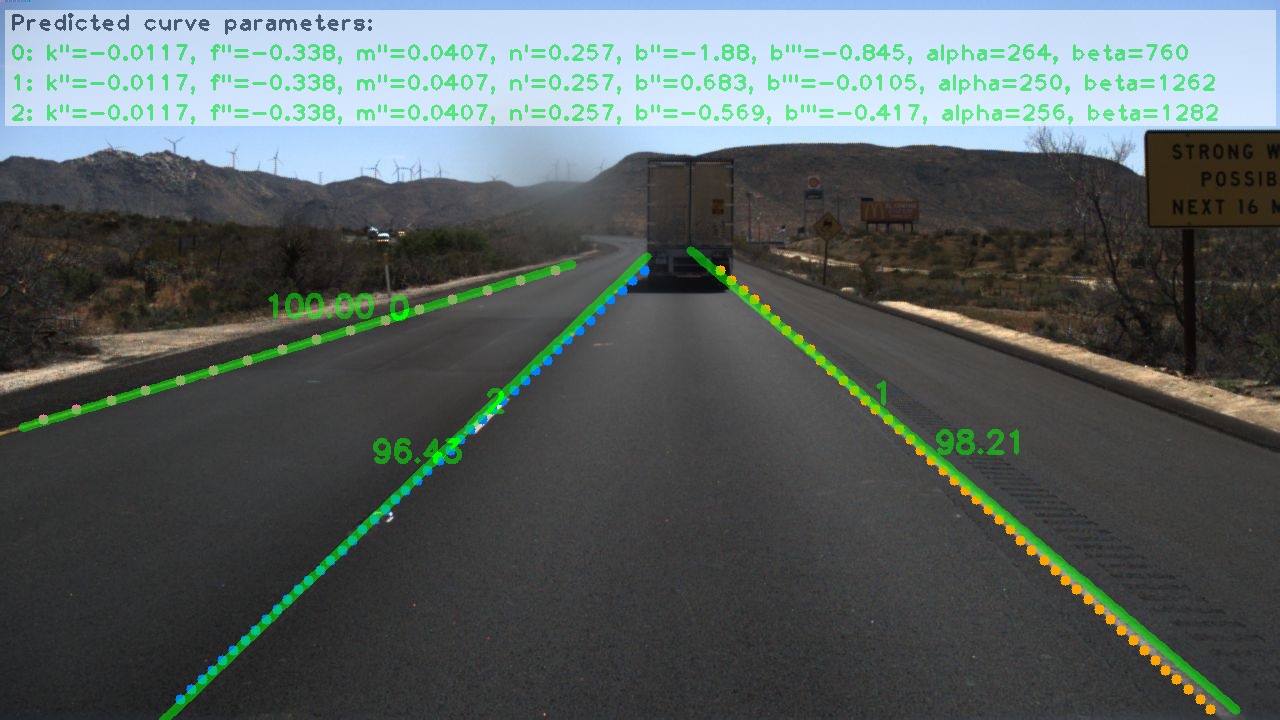 Predicted curve parameters:
0: k''=-0.0117, f''=-0.338, m''=0.0407, n'=0.257, b''=-1.88, b'''=-0.845, alpha=264, beta=760
1: k''=-0.0117, f''=-0.338, m''=0.0407, n'=0.257, b''=0.683, b'''=-0.0105, alpha=250, beta=1262
2: k''=-0.0117, f''=-0.338, m''=0.0407, n'=0.257, b''=-0.569, b'''=-0.417, alpha=256, beta=1282
STRONG W
POSSIB
NEXT 16 M
100.00 0
2
1
96.43
98.21